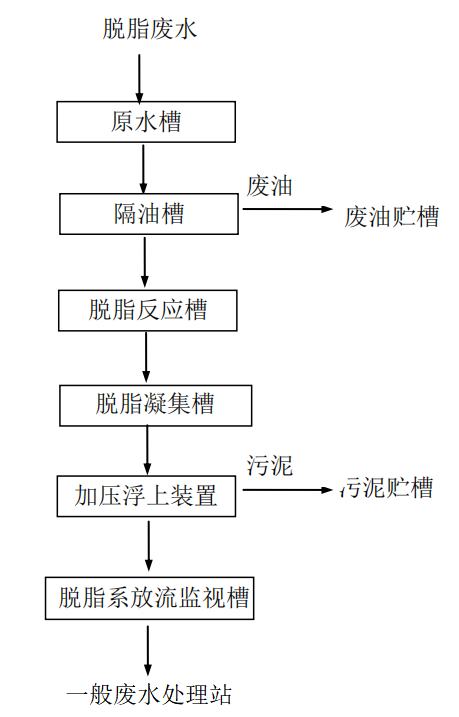 脱脂废水
原水槽
废油
隔油槽
废油贮槽
脱脂反应槽
脱脂凝集槽
污泥
加压浮上装置
污泥贮槽
脱脂系放流监视槽
一般废水处理站